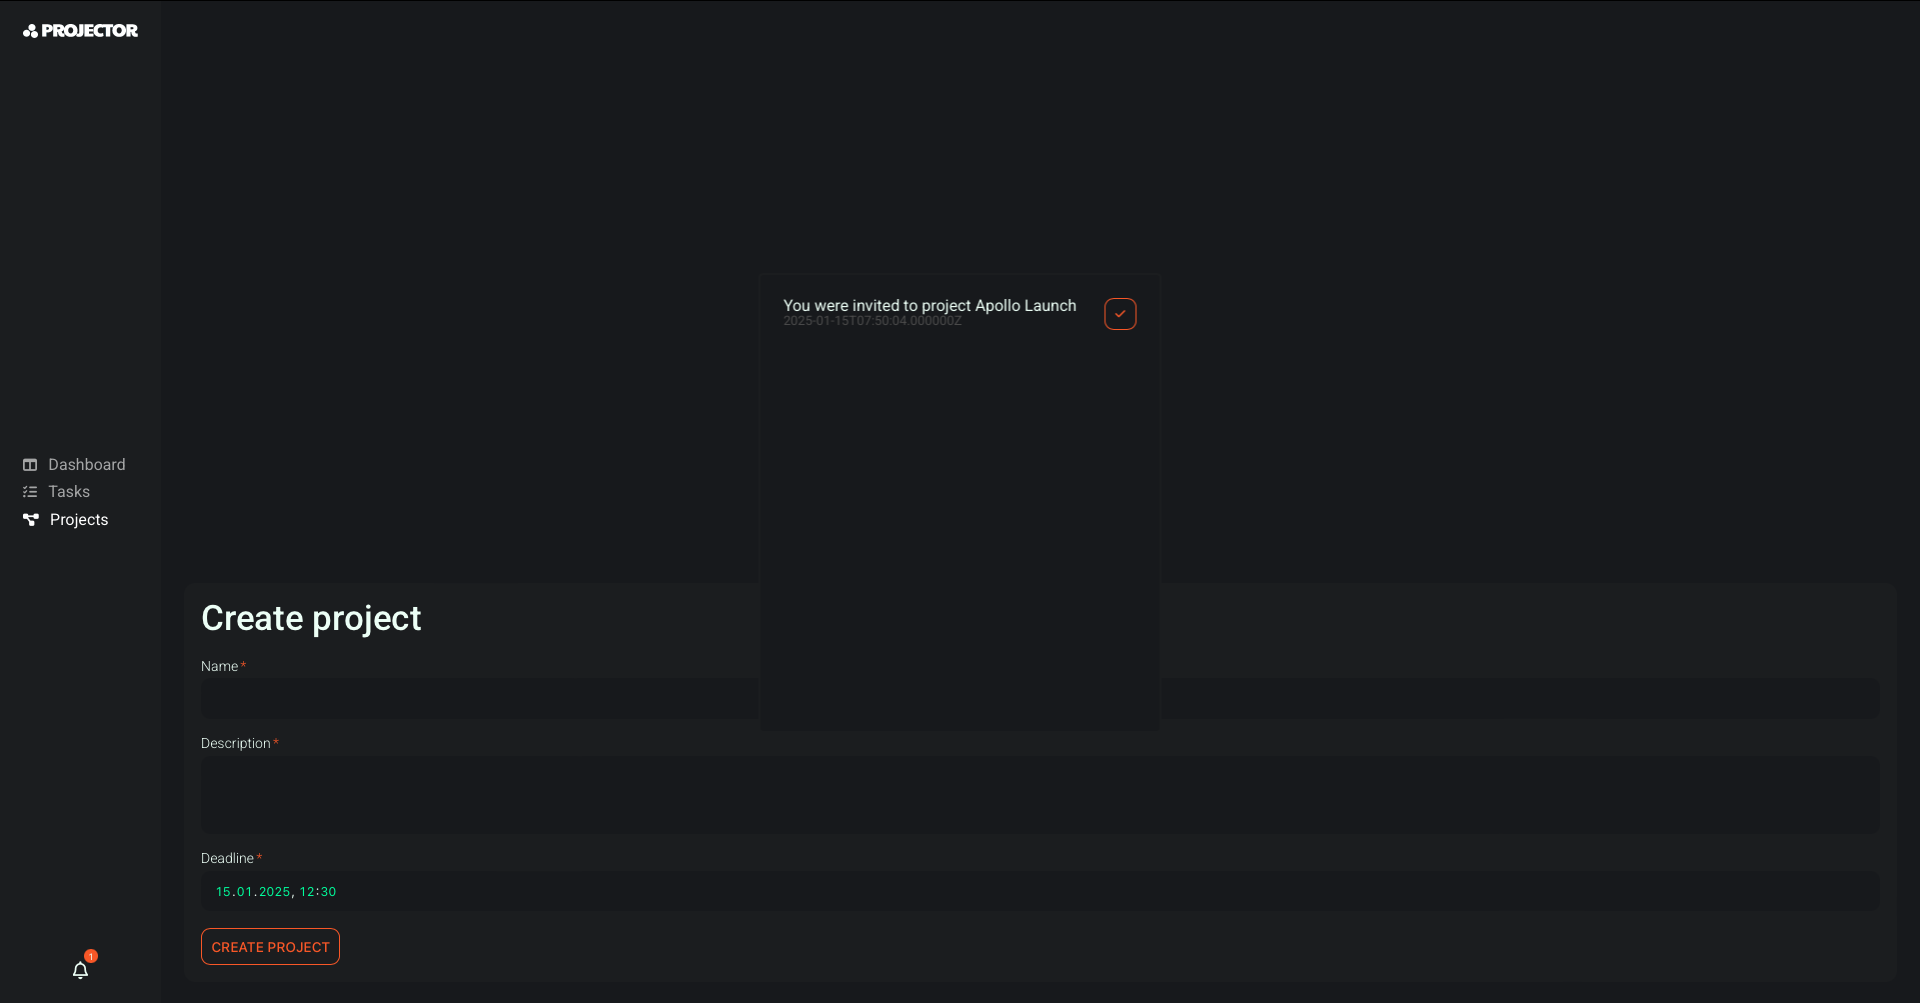 PROJECTOR
You were invited to project Apollo Launch
2025-01-15T07:50:04.000000Z
Dashboard
Tasks
Projects
Create project
Name *
Description *
Deadline *
15.01.2025, 12:30
CREATE PROJECT
1